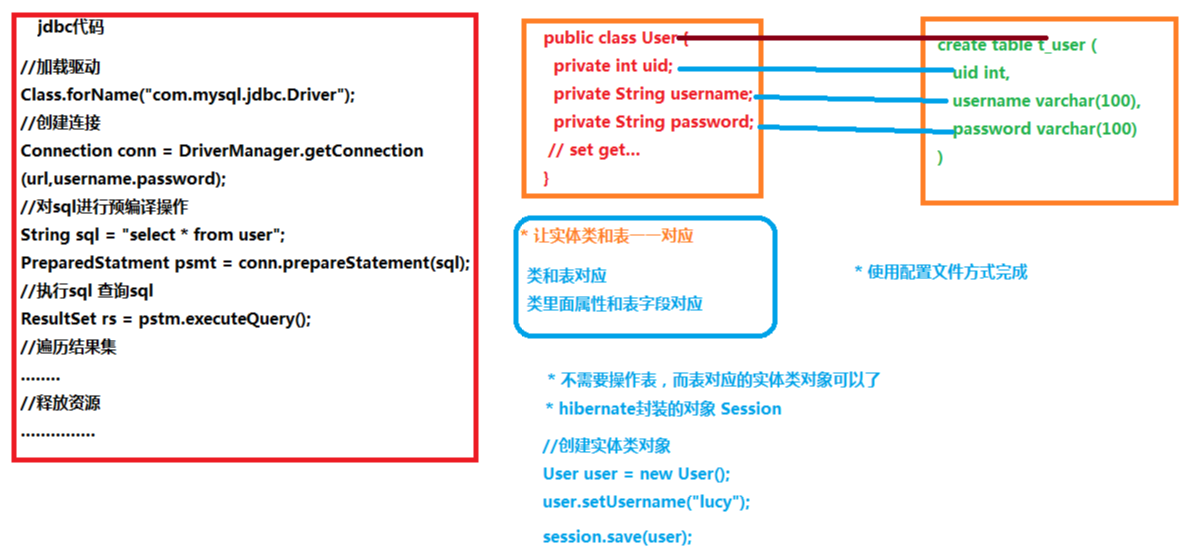 jdbc代码
//加载驱动
Class.forName("com.mysql.jdbc.Driver");
//创建连接
Connection conn = DriverManager.getConnection
(url,username.password);
//对sql进行预编译操作
String sql = "select * from user";
PreparedStatment psmt = conn.prepareStatement(sql);
//执行sql 查询sql
ResultSet rs = pstm.executeQuery();
//遍历结果集
........
//释放资源
...............
public class User {
private int uid;
private String username;
private String password;
// set get...
}
create table t_user (
uid int,
username varchar(100),
password varchar(100)
)
* 让实体类和表一一对应
类和表对应
类里面属性和表字段对应
* 使用配置文件方式完成
* 不需要操作表，而表对应的实体类对象可以了
* hibernate封装的对象 Session
//创建实体类对象
User user = new User();
user.setUsername("lucy");
session.save(user);